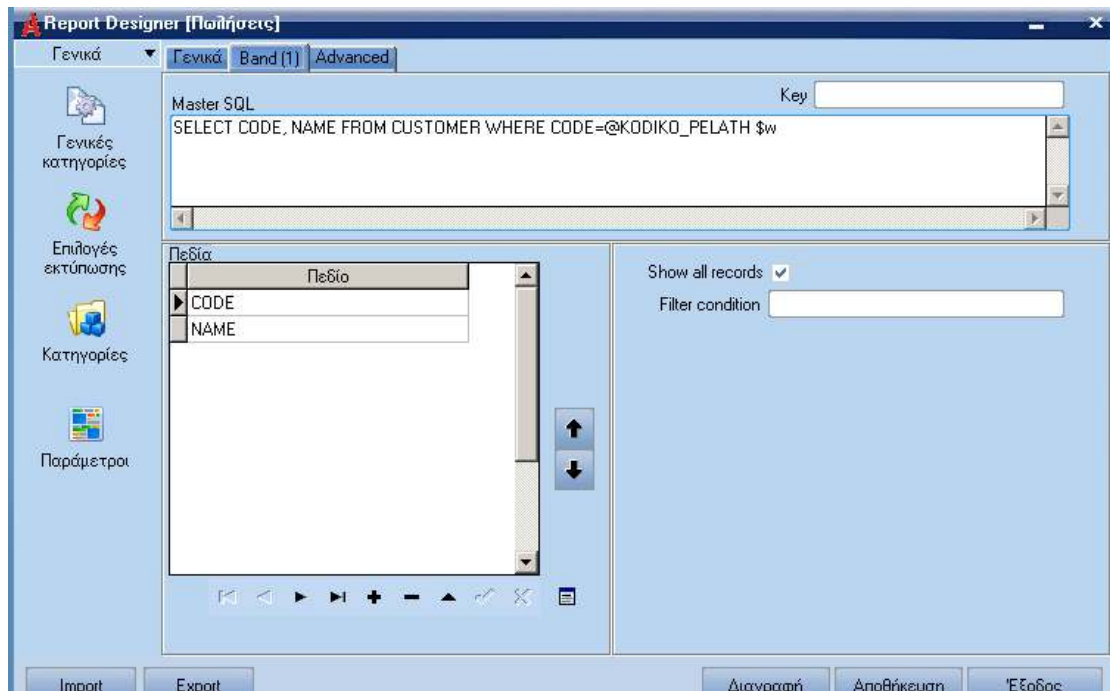 Report Designer [Πωλήσεις]
Γενικά
Γενικά Band (1) Advanced
Key
Master SQL
SELECT CODE, NAME FROM CUSTOMER WHERE CODE=@KODIKO_PELATH $w
Γενικές
κατηγορίες
Επιλογές
εκτύπωσης
Κατηγορίες
Παράμετροι
Πεδία
Πεδίο
CODE
NAME
Show all records
Filter condition
Import Export Διαγραφή Αποθήκευση Έξοδος